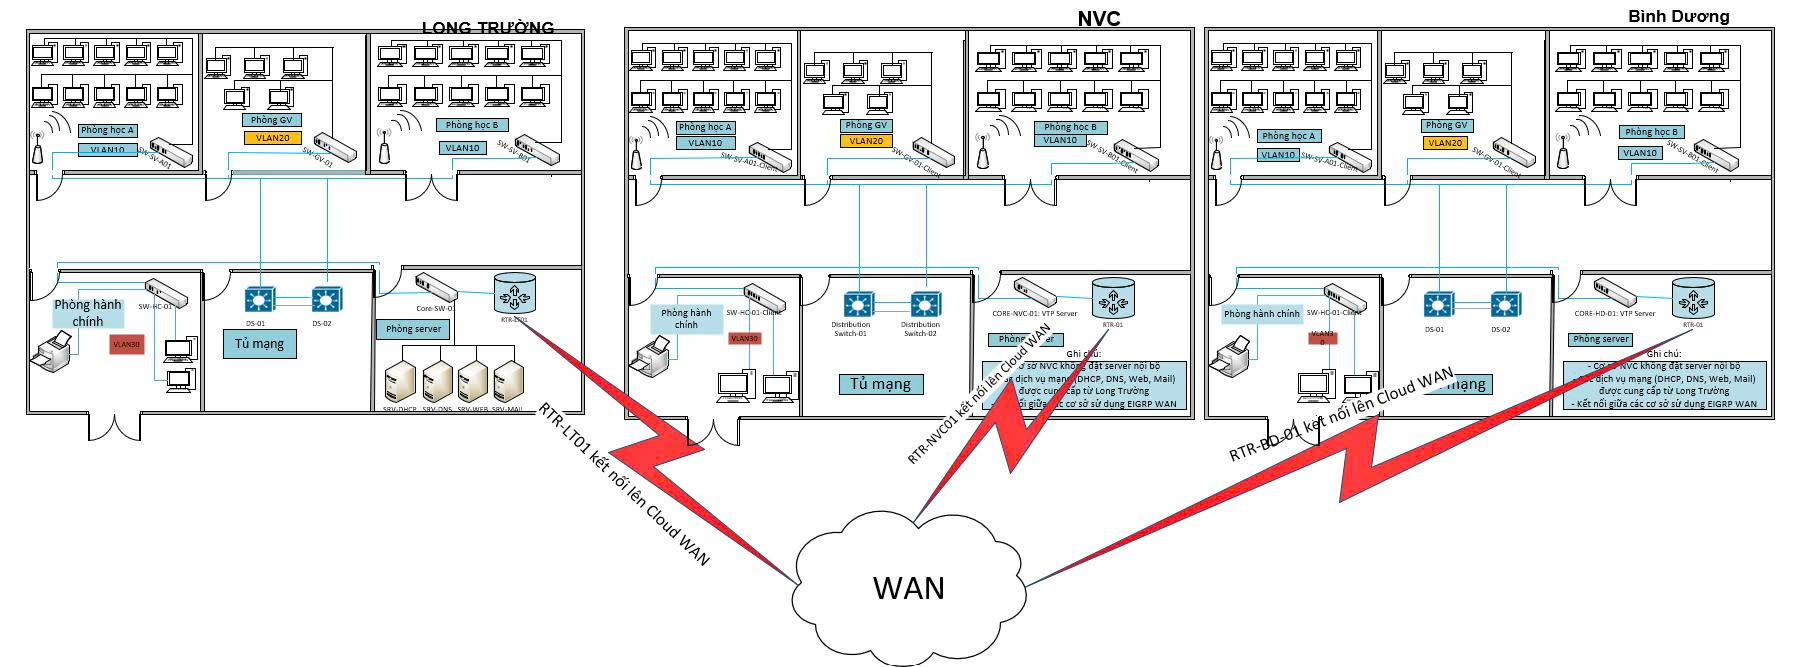 LONG TRƯỜNG
Phòng học A
VLAN10
SW-SV-A01
Phòng GV
VLAN20
SW-GV-01
Phòng học B
VLAN10
SW-SV-B01
Phòng hành
chính
SW-HC-01
VLAN30
DS-01
DS-02
Tủ mạng
Core-SW-01
RTR-LT01
Phòng server
SRV-DHCP
SRV-DNS
SRV-WEB
SRV-MAIL
NVC
Phòng học A
VLAN10
SW-SV-A01-Client
Phòng GV
VLAN20
SW-GV-01-Client
Phòng học B
VLAN10
SW-SV-B01-Client
Phòng hành
chính
SW-HC-01-Client
VLAN30
Distribution
Switch-01
Distribution
Switch-02
Tủ mạng
CORE-NVC-01: VTP Server
RTR-01
Ghi chú:
sở NVC không đặt server nội bộ
dịch vụ mạng (DHCP, DNS, Web, Mail)
được cung cấp từ Long Trường
giữa các cơ sở sử dụng EIGRP WAN
Bình Dương
Phòng học A
VLAN10
SW-SV-A01-Client
Phòng GV
VLAN20
SW-GV-01-Client
Phòng học B
VLAN10
SW-SV-B01-Client
Phòng hành chính
SW-HC-01-Client
VLAN3
0
DS-01
DS-02
mạng
CORE-HD-01: VTP Server
RTR-01
Phòng server
Ghi chú:
- Cơ sở NVC không đặt server nội bộ
dịch vụ mạng (DHCP, DNS, Web, Mail)
được cung cấp từ Long Trường
- Kết nối giữa các cơ sở sử dụng EIGRP WAN
RTR-LT01 kết nối lên Cloud WAN
RTR-NVC01 kết nối lên Cloud WAN
RTR-BD-01 kết nối lên Cloud WAN
WAN